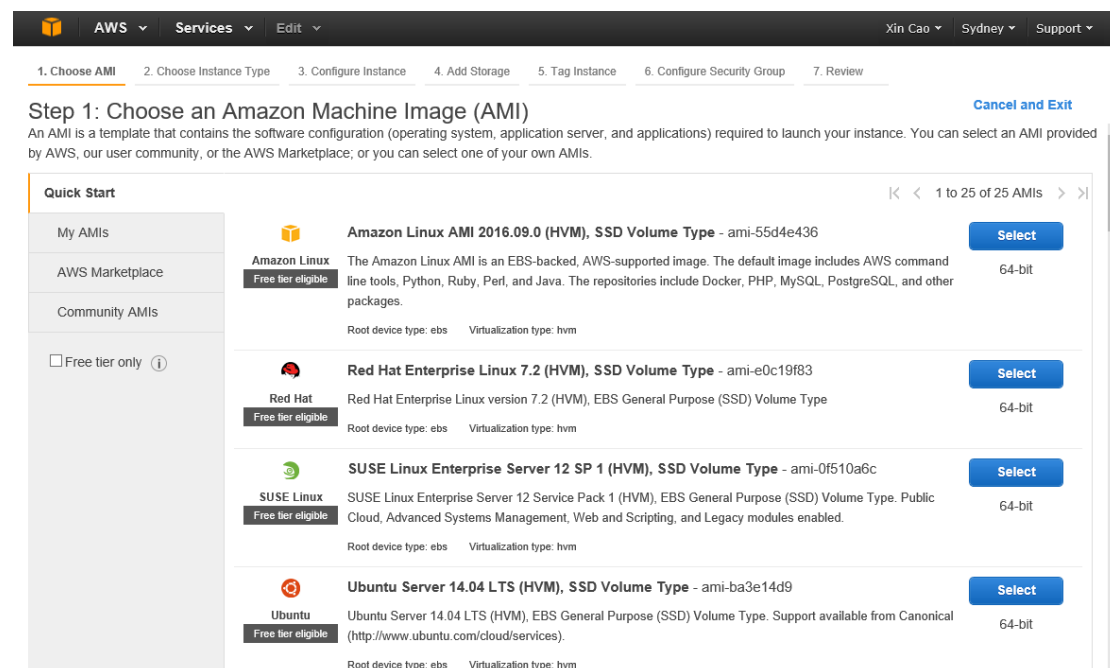 AWS Services Edit Xin Cao Sydney Support
1. Choose AMI 2. Choose Instance Type 3. Configure Instance 4. Add Storage 5. Tag Instance 6. Configure Security Group 7. Review
Step 1: Choose an Amazon Machine Image (AMI) Cancel and Exit
An AMI is a template that contains the software configuration (operating system, application server, and applications) required to launch your instance. You can select an AMI provided
by AWS, our user community, or the AWS Marketplace; or you can select one of your own AMIs.
Quick Start
My AMIs
AWS Marketplace
Community AMIs
Free tier only
1 to 25 of 25 AMIs
Amazon Linux
Free tier eligible
Amazon Linux AMI 2016.09.0 (HVM), SSD Volume Type - ami-55d4e436
The Amazon Linux AMI is an EBS-backed, AWS-supported image. The default image includes AWS command
line tools, Python, Ruby, Perl, and Java. The repositories include Docker, PHP, MySQL, PostgreSQL, and other
packages.
Root device type: ebs Virtualization type: hvm
Select
64-bit
Red Hat
Free tier eligible
Red Hat Enterprise Linux 7.2 (HVM), SSD Volume Type - ami-e0c19f83
Red Hat Enterprise Linux version 7.2 (HVM), EBS General Purpose (SSD) Volume Type
Root device type: ebs Virtualization type: hvm
Select
64-bit
SUSE Linux
Free tier eligible
SUSE Linux Enterprise Server 12 SP 1 (HVM), SSD Volume Type - ami-0f510a6c
SUSE Linux Enterprise Server 12 Service Pack 1 (HVM), EBS General Purpose (SSD) Volume Type. Public
Cloud, Advanced Systems Management, Web and Scripting, and Legacy modules enabled.
Root device type: ebs Virtualization type: hvm
Select
64-bit
Ubuntu
Free tier eligible
Ubuntu Server 14.04 LTS (HVM), SSD Volume Type - ami-ba3e14d9
Ubuntu Server 14.04 LTS (HVM), EBS General Purpose (SSD) Volume Type. Support available from Canonical
(http://www.ubuntu.com/cloud/services).
Root device type: ebs Virtualization type: hvm
Select
64-bit